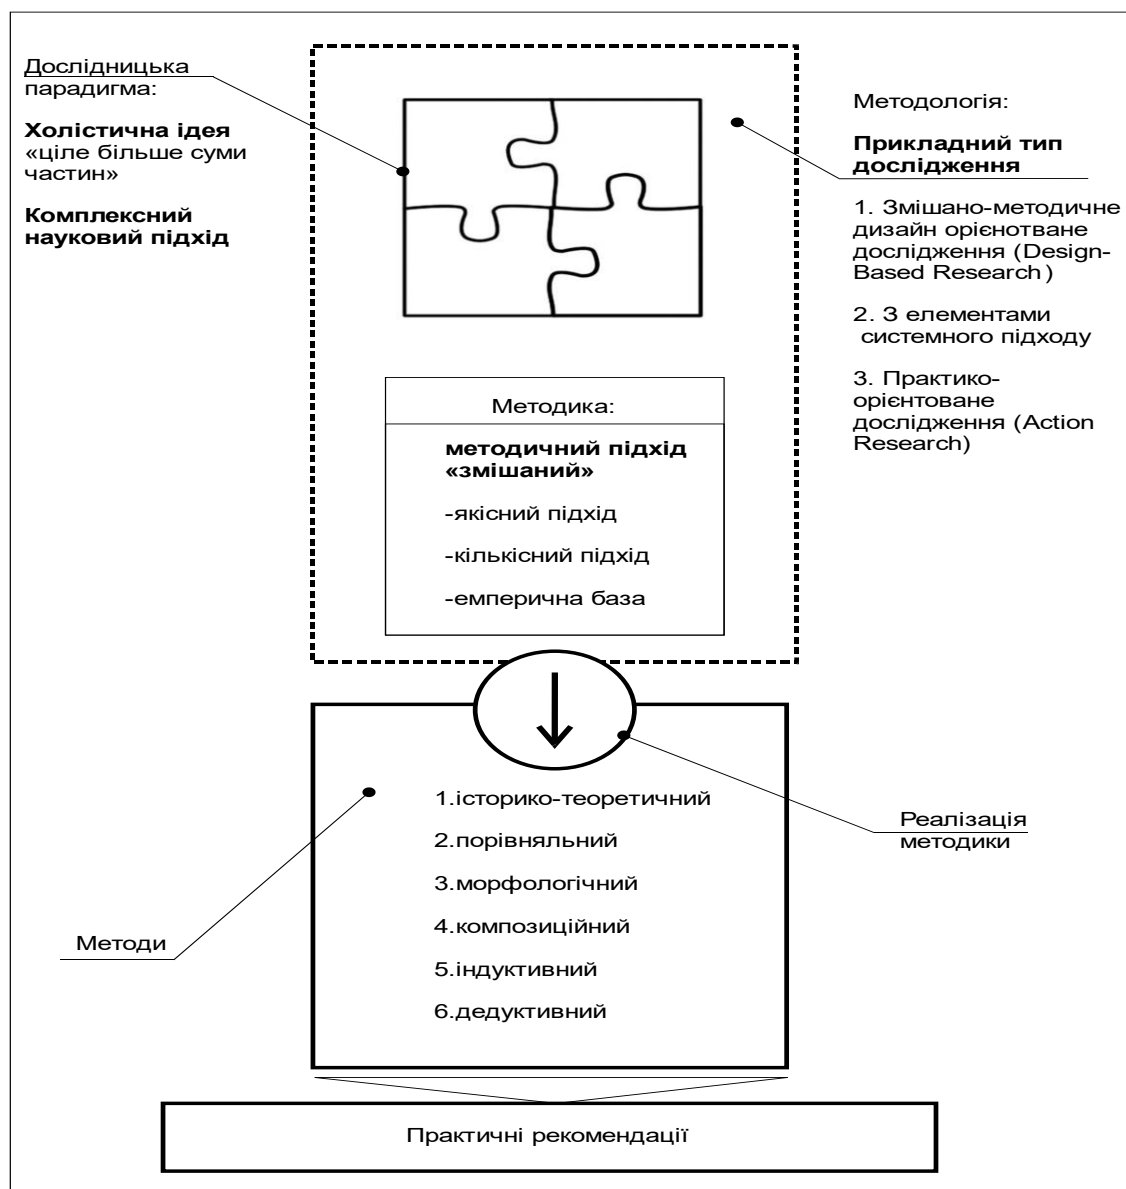 Дослідницька
парадигма:
Холістична ідея
«ціле більше суми
частин»
Комплексний
науковий підхід
Методологія:
Прикладний тип
дослідження
1. Змішано-методичне
дизайн орієнотване
дослідження (Design-
Based Research)
2. З елементами
системного підходу
3. Практико-
орієнтоване
дослідження (Action
Research)
Методика:
методичний підхід
«змішаний»
-якісний підхід
-кількісний підхід
-емперична база
1.історико-теоретичний
2.порівняльний
3.морфологічний
4.композиційний
5.індуктивний
6.дедуктивний
Реалізація
методики
Методи
Практичні рекомендації